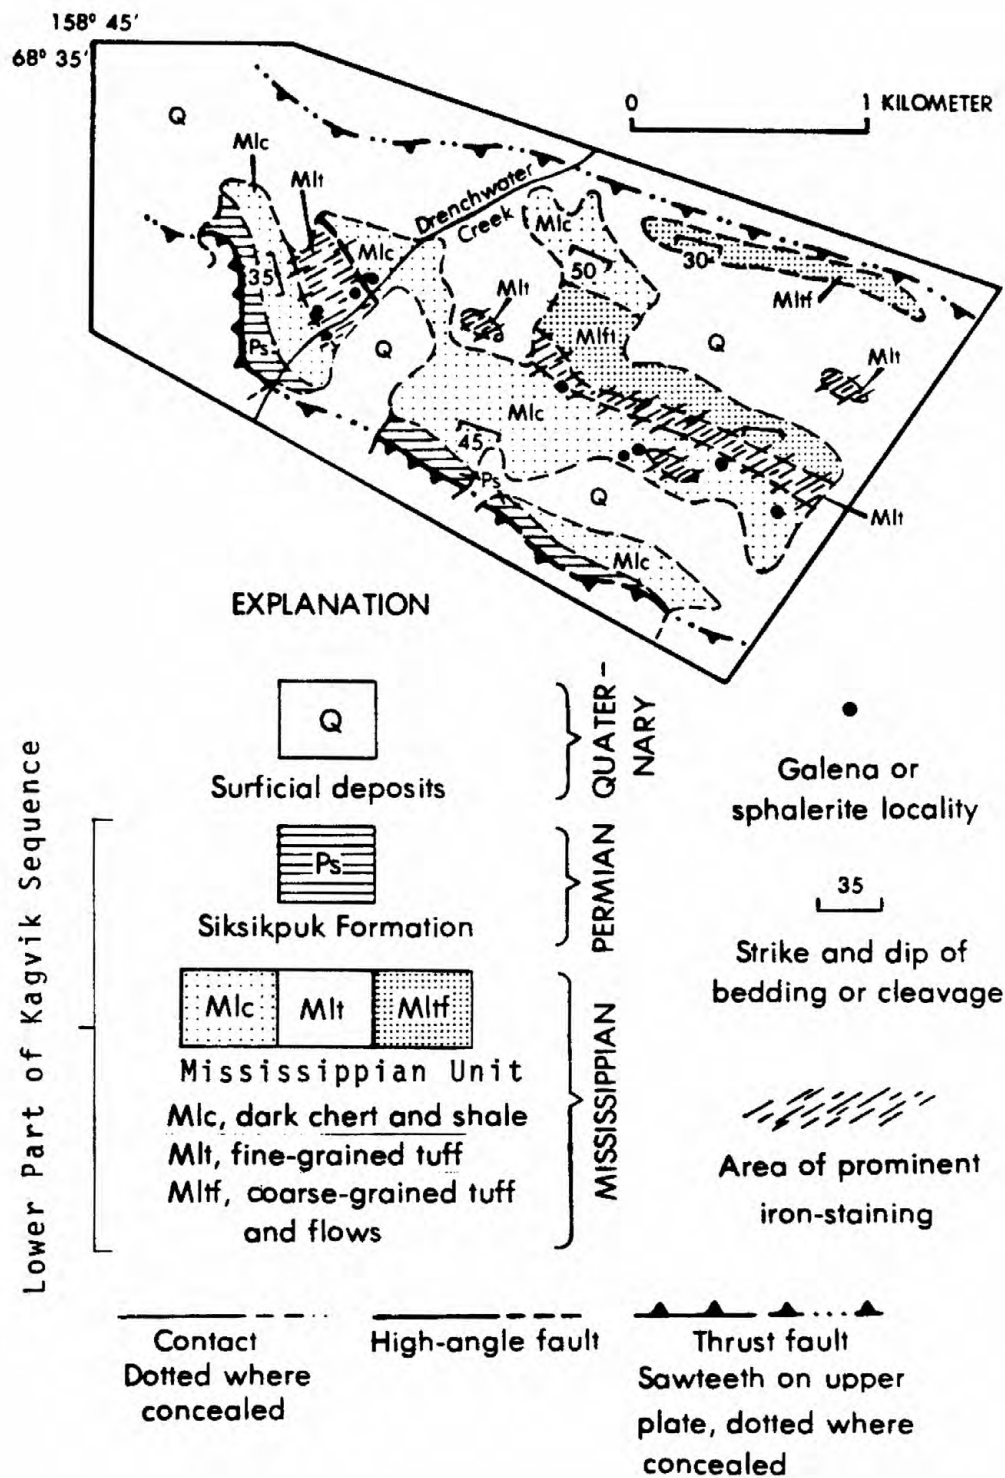 158° 45'
68° 35'
0 1 KILOMETER
Q
Mlc
Mlt
Drenchwater
Creek
Mlc
Mlc
35
50
30
Mlt
Mltf
Q
Mlft
Q
Mlt
Ps
Mlc
45
Ps
Q
Mlt
Mlc
EXPLANATION
Q
Surficial deposits
QUATER-
NARY
Ps
Siksikpuk Formation
PERMIAN
Mlc Mlt Mltf
Mississippian Unit
Mlc, dark chert and shale
Mlt, fine-grained tuff
Mltf, coarse-grained tuff
and flows
MISSISSIPPIAN
Lower Part of Kagvik Sequence
Galena or
sphalerite locality
35
Strike and dip of
bedding or cleavage
Area of prominent
iron-staining
Contact
Dotted where
concealed
High-angle fault
Thrust fault
Sawteeth on upper
plate, dotted where
concealed